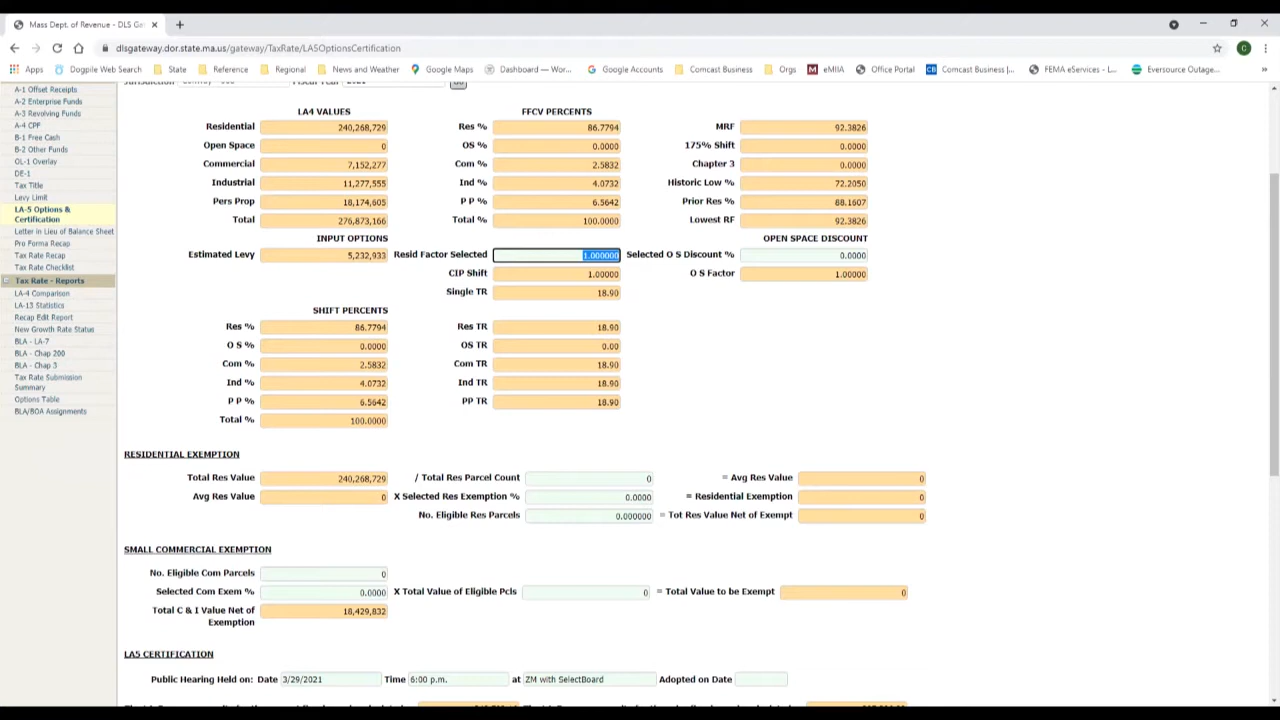 Mass Dept. of Revenue - DLS Ga
dlsgateway.dor.state.ma.us/gateway/TaxRate/LA5OptionsCertification
Apps Dogpile Web Search State Reference Regional News and Weather Google Maps Dashboard — Wor... Google Accounts Comcast Business Orgs eMIIA Office Portal Comcast Business |... FEMA eServices - L... Eversource Outage... »
A-1 Offset Receipts
A-2 Enterprise Funds
A-3 Revolving Funds
A-4 CPF
B-1 Free Cash
B-2 Other Funds
OL-1 Overlay
DE-1
Tax Title
Levy Limit
LA-5 Options &
Certification
Letter in Lieu of Balance Sheet
Pro Forma Recap
Tax Rate Recap
Tax Rate Checklist
Tax Rate - Reports
LA-4 Comparison
LA-13 Statistics
Recap Edit Report
New Growth Rate Status
BLA - LA-7
BLA - Chap 200
BLA - Chap 3
Tax Rate Submission
Summary
Options Table
BLA/BOA Assignments
LA4 VALUES FFCV PERCENTS
Residential 240,268,729 Res % 86.7794 MRF 92.3826
Open Space 0 OS % 0.0000 175% Shift 0.0000
Commercial 7,152,277 Com % 2.5832 Chapter 3 0.0000
Industrial 11,277,555 Ind % 4.0732 Historic Low % 72.2050
Pers Prop 18,174,605 P P % 6.5642 Prior Res % 88.1607
Total 276,873,166 Total % 100.0000 Lowest RF 92.3826
INPUT OPTIONS OPEN SPACE DISCOUNT
Estimated Levy 5,232,933 Resid Factor Selected 1.000000 Selected O S Discount % 0.0000
CIP Shift 1.00000 O S Factor 1.00000
Single TR 18.90
SHIFT PERCENTS
Res % 86.7794 Res TR 18.90
O S % 0.0000 OS TR 0.00
Com % 2.5832 Com TR 18.90
Ind % 4.0732 Ind TR 18.90
P P % 6.5642 PP TR 18.90
Total % 100.0000
RESIDENTIAL EXEMPTION
Total Res Value 240,268,729 / Total Res Parcel Count 0 = Avg Res Value 0
Avg Res Value 0 X Selected Res Exemption % 0.0000 = Residential Exemption 0
No. Eligible Res Parcels 0.000000 = Tot Res Value Net of Exempt 0
SMALL COMMERCIAL EXEMPTION
No. Eligible Com Parcels 0
Selected Com Exem % 0.0000 X Total Value of Eligible Pcls 0 = Total Value to be Exempt 0
Total C & I Value Net of 18,429,832
Exemption
LA5 CERTIFICATION
Public Hearing Held on: Date 3/29/2021 Time 6:00 p.m. at ZM with SelectBoard Adopted on Date